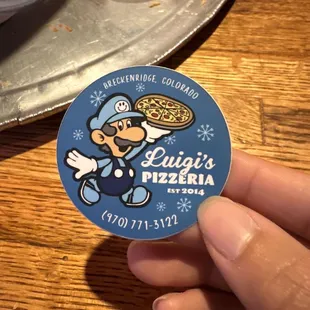 BRECKENRIDGE, COLORADO
Luigi's
PIZZERIA
EST 2014
(970) 771-3122